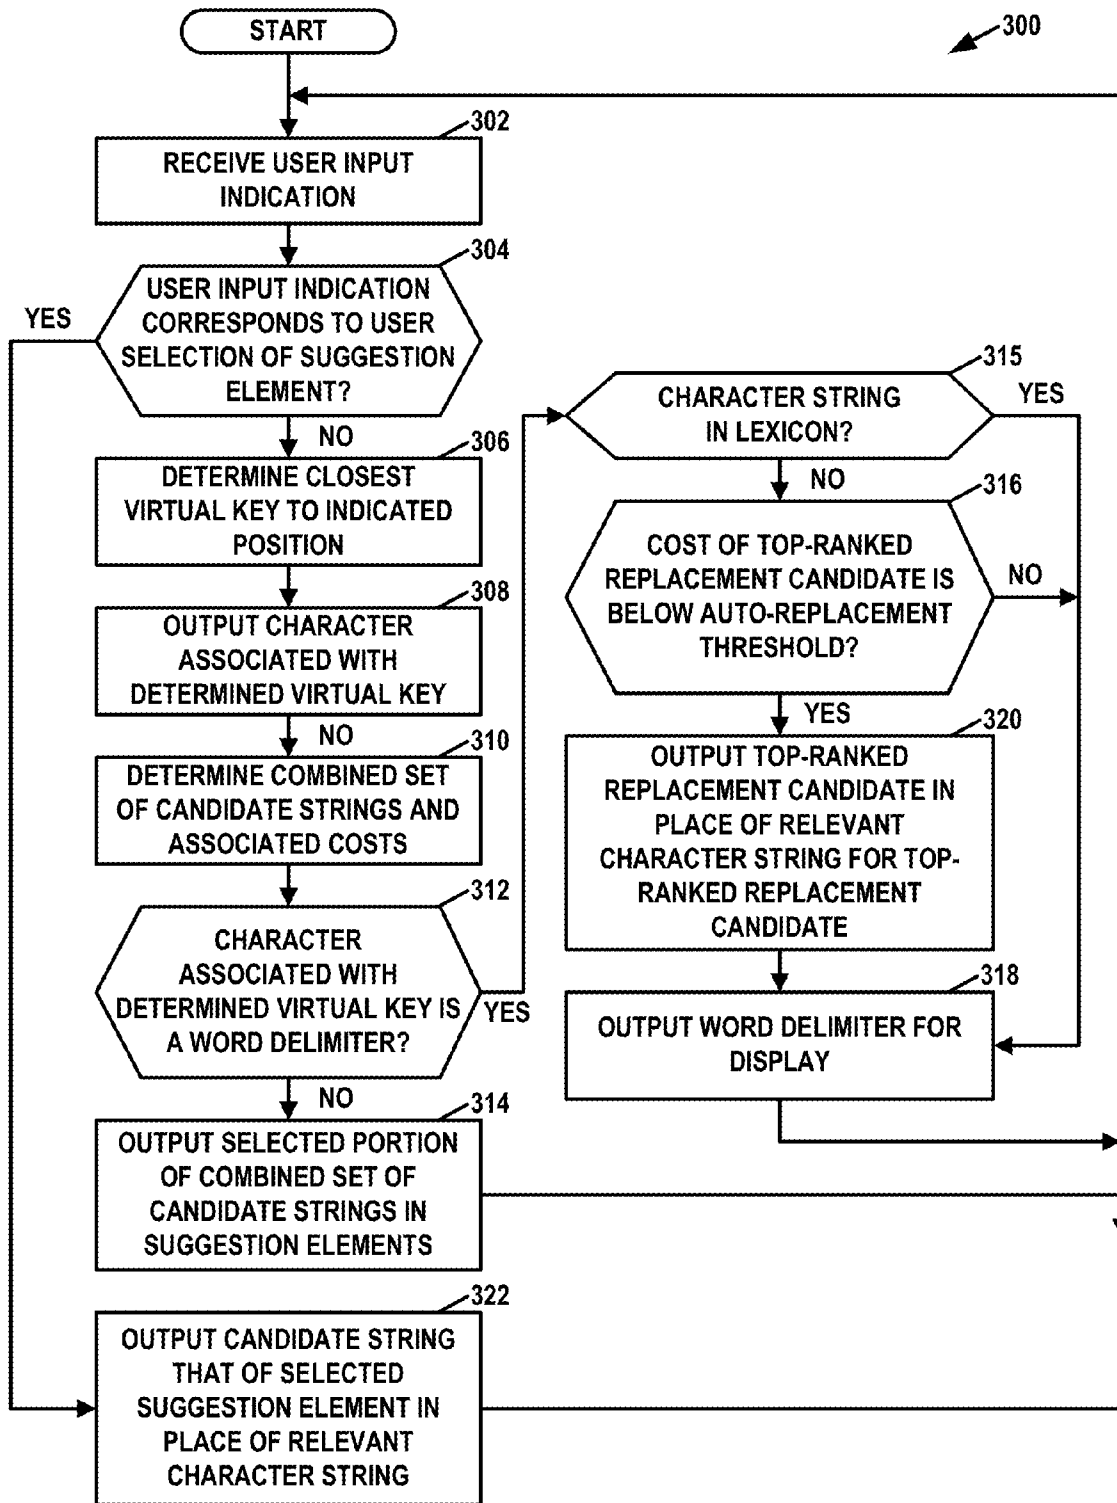 START
300
302
RECEIVE USER INPUT
INDICATION
304
USER INPUT INDICATION
CORRESPONDS TO USER
SELECTION OF SUGGESTION
ELEMENT?
YES
NO
306
DETERMINE CLOSEST
VIRTUAL KEY TO INDICATED
POSITION
308
OUTPUT CHARACTER
ASSOCIATED WITH
DETERMINED VIRTUAL KEY
NO
310
DETERMINE COMBINED SET
OF CANDIDATE STRINGS AND
ASSOCIATED COSTS
312
CHARACTER
ASSOCIATED WITH
DETERMINED VIRTUAL KEY IS
A WORD DELIMITER?
YES
NO
314
OUTPUT SELECTED PORTION
OF COMBINED SET OF
CANDIDATE STRINGS IN
SUGGESTION ELEMENTS
322
OUTPUT CANDIDATE STRING
THAT OF SELECTED
SUGGESTION ELEMENT IN
PLACE OF RELEVANT
CHARACTER STRING
315
CHARACTER STRING
IN LEXICON?
YES
NO
316
COST OF TOP-RANKED
REPLACEMENT CANDIDATE IS
BELOW AUTO-REPLACEMENT
THRESHOLD?
NO
YES
320
OUTPUT TOP-RANKED
REPLACEMENT CANDIDATE IN
PLACE OF RELEVANT
CHARACTER STRING FOR TOP-
RANKED REPLACEMENT
CANDIDATE
318
OUTPUT WORD DELIMITER FOR
DISPLAY